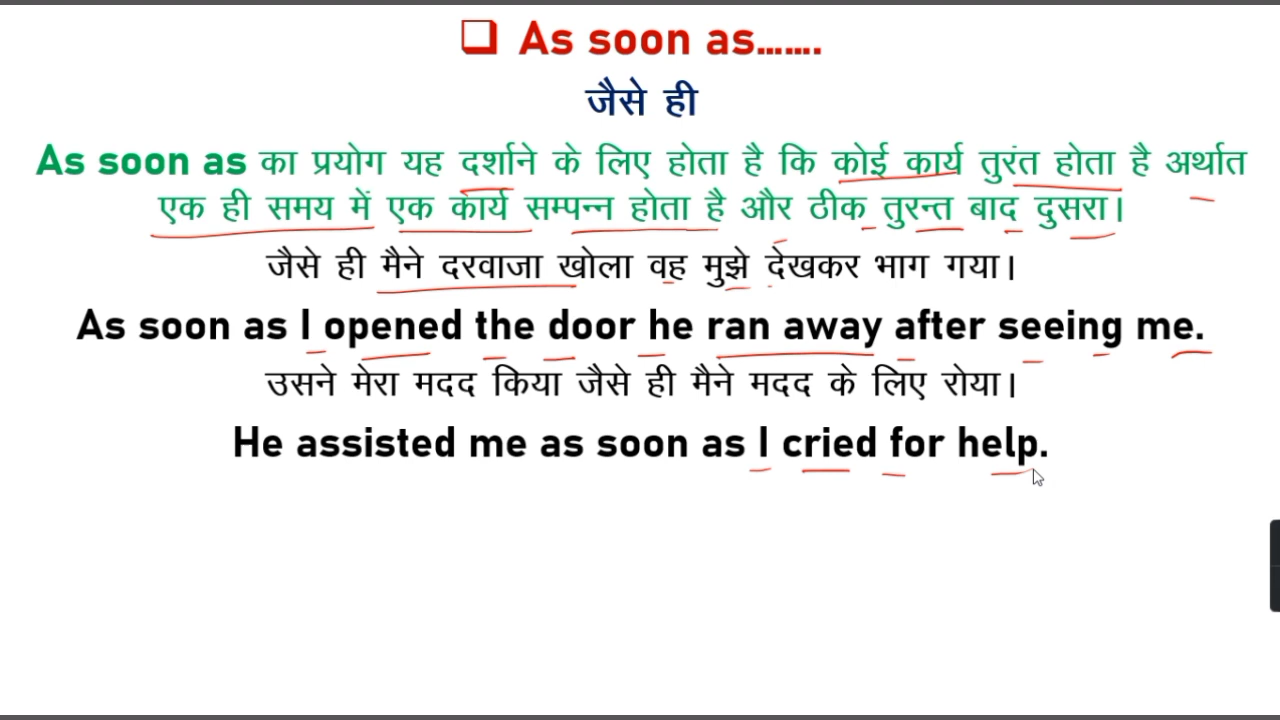 ❑ As soon as.......
जैसे ही
As soon as का प्रयोग यह दर्शाने के लिए होता है कि कोई कार्य तुरंत होता है अर्थात
एक ही समय में एक कार्य सम्पन्न होता है और ठीक तुरन्त बाद दुसरा।
जैसे ही मैने दरवाजा खोला वह मुझे देखकर भाग गया।
As soon as I opened the door he ran away after seeing me.
उसने मेरा मदद किया जैसे ही मैने मदद के लिए रोया।
He assisted me as soon as I cried for help.